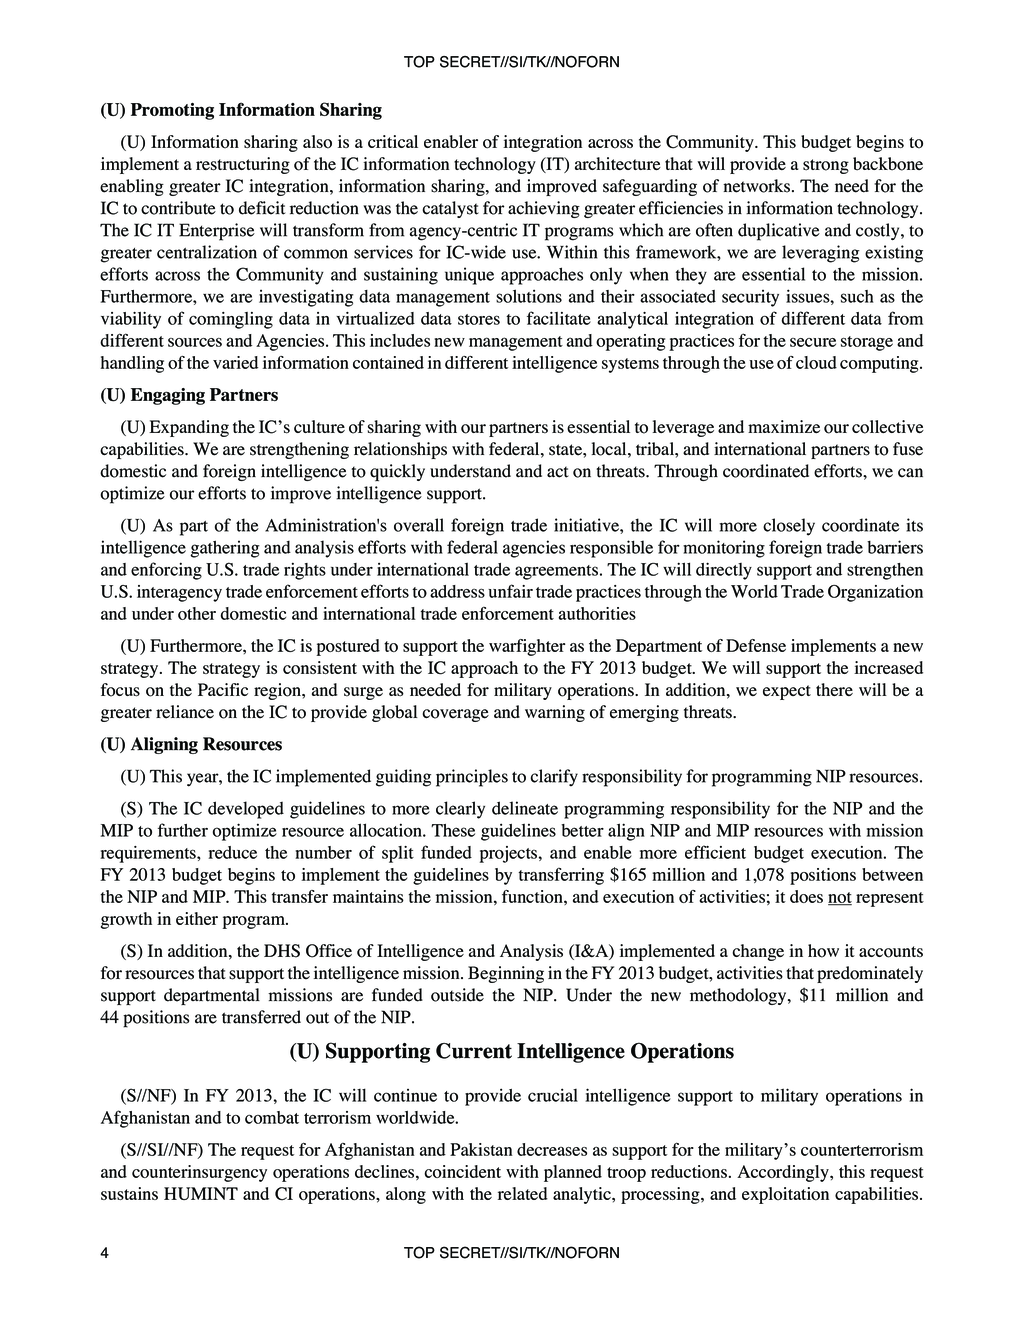 TOP SECRET//SI/TK//NOFORN
(U) Promoting Information Sharing
(U) Information sharing also is a critical enabler of integration across the Community. This budget begins to
implement a restructuring of the IC information technology (IT) architecture that will provide a strong backbone
enabling greater IC integration, information sharing, and improved safeguarding of networks. The need for the
IC to contribute to deficit reduction was the catalyst for achieving greater efficiencies in information technology.
The IC IT Enterprise will transform from agency-centric IT programs which are often duplicative and costly, to
greater centralization of common services for IC-wide use. Within this framework, we are leveraging existing
efforts across the Community and sustaining unique approaches only when they are essential to the mission.
Furthermore, we are investigating data management solutions and their associated security issues, such as the
viability of comingling data in virtualized data stores to facilitate analytical integration of different data from
different sources and Agencies. This includes new management and operating practices for the secure storage and
handling of the varied information contained in different intelligence systems through the use of cloud computing.
(U) Engaging Partners
(U) Expanding the IC’s culture of sharing with our partners is essential to leverage and maximize our collective
capabilities. We are strengthening relationships with federal, state, local, tribal, and international partners to fuse
domestic and foreign intelligence to quickly understand and act on threats. Through coordinated efforts, we can
optimize our efforts to improve intelligence support.
(U) As part of the Administration's overall foreign trade initiative, the IC will more closely coordinate its
intelligence gathering and analysis efforts with federal agencies responsible for monitoring foreign trade barriers
and enforcing U.S. trade rights under international trade agreements. The IC will directly support and strengthen
U.S. interagency trade enforcement efforts to address unfair trade practices through the World Trade Organization
and under other domestic and international trade enforcement authorities
(U) Furthermore, the IC is postured to support the warfighter as the Department of Defense implements a new
strategy. The strategy is consistent with the IC approach to the FY 2013 budget. We will support the increased
focus on the Pacific region, and surge as needed for military operations. In addition, we expect there will be a
greater reliance on the IC to provide global coverage and warning of emerging threats.
(U) Aligning Resources
(U) This year, the IC implemented guiding principles to clarify responsibility for programming NIP resources.
(S) The IC developed guidelines to more clearly delineate programming responsibility for the NIP and the
MIP to further optimize resource allocation. These guidelines better align NIP and MIP resources with mission
requirements, reduce the number of split funded projects, and enable more efficient budget execution. The
FY 2013 budget begins to implement the guidelines by transferring $165 million and 1,078 positions between
the NIP and MIP. This transfer maintains the mission, function, and execution of activities; it does not represent
growth in either program.
(S) In addition, the DHS Office of Intelligence and Analysis (I&A) implemented a change in how it accounts
for resources that support the intelligence mission. Beginning in the FY 2013 budget, activities that predominately
support departmental missions are funded outside the NIP. Under the new methodology, $11 million and
44 positions are transferred out of the NIP.
(U) Supporting Current Intelligence Operations
(S//NF) In FY 2013, the IC will continue to provide crucial intelligence support to military operations in
Afghanistan and to combat terrorism worldwide.
(S//SI//NF) The request for Afghanistan and Pakistan decreases as support for the military’s counterterrorism
and counterinsurgency operations declines, coincident with planned troop reductions. Accordingly, this request
sustains HUMINT and CI operations, along with the related analytic, processing, and exploitation capabilities.
4
TOP SECRET//SI/TK//NOFORN